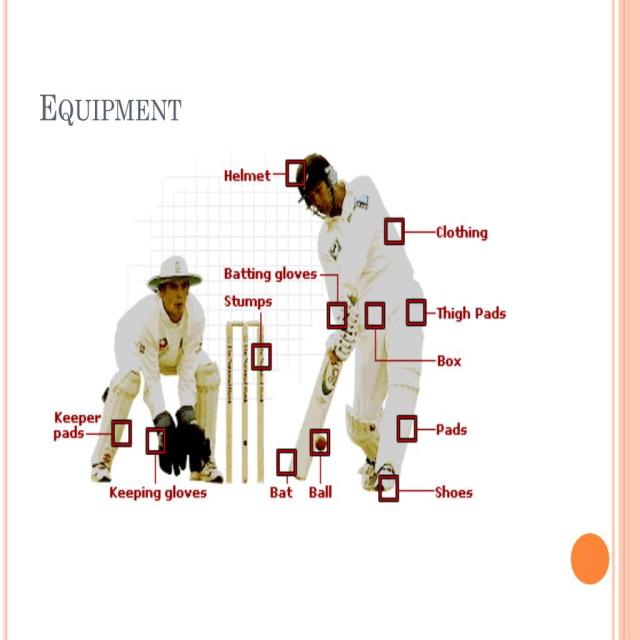 EQUIPMENT
Helmet
Clothing
Batting gloves
Stumps
Thigh Pads
Box
Keeper
pads
Pads
Keeping gloves
Bat
Ball
Shoes